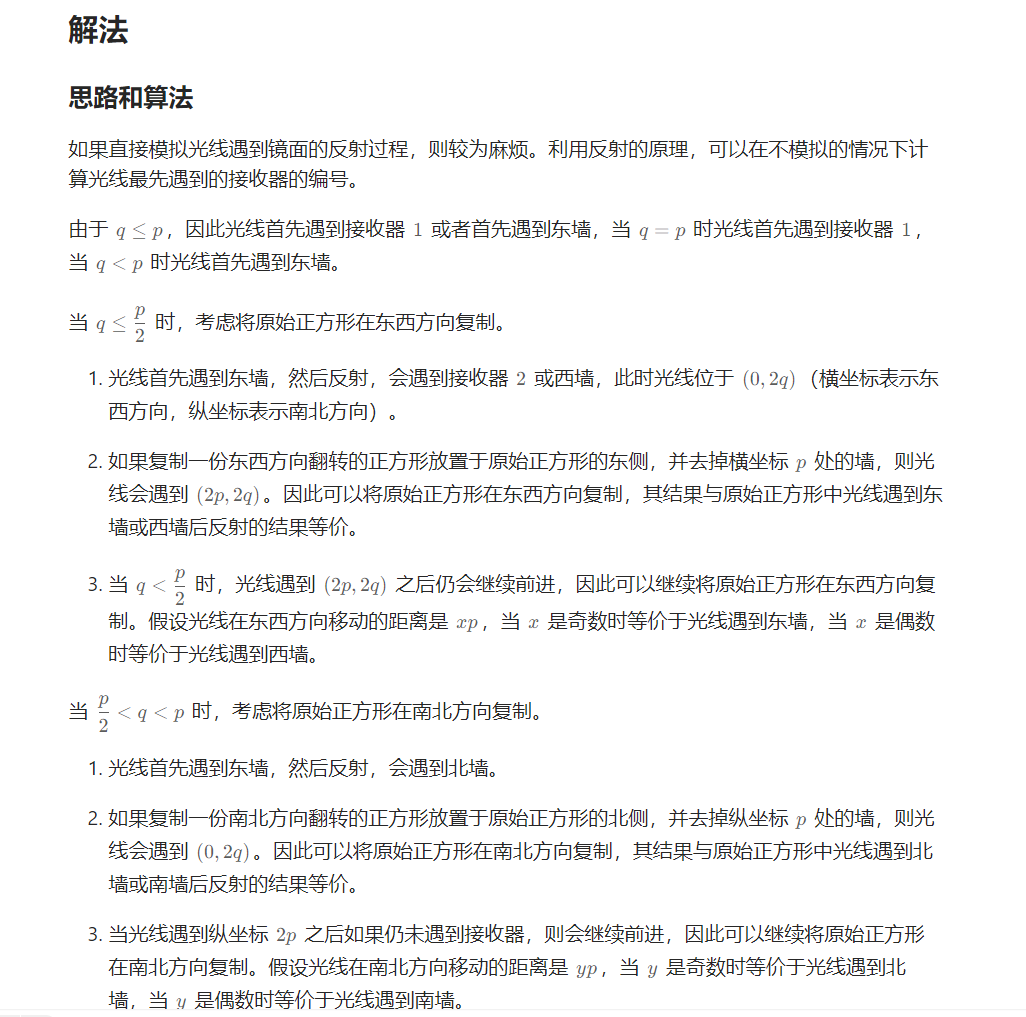 解法
思路和算法
如果直接模拟光线遇到镜面的反射过程，则较为麻烦。利用反射的原理，可以在不模拟的情况下计
算光线最先遇到的接收器的编号。
由于 q ≤ p，因此光线首先遇到接收器 1 或者首先遇到东墙，当 q = p 时光线首先遇到接收器 1，
当 q < p 时光线首先遇到东墙。
当 q ≤ p/2 时，考虑将原始正方形在东西方向复制。
1. 光线首先遇到东墙，然后反射，会遇到接收器 2 或西墙，此时光线位于 (0, 2q)（横坐标表示东
西方向，纵坐标表示南北方向）。
2. 如果复制一份东西方向翻转的正方形放置于原始正方形的东侧，并去掉横坐标 p 处的墙，则光
线会遇到 (2p, 2q)。因此可以将原始正方形在东西方向复制，其结果与原始正方形中光线遇到东
墙或西墙后反射的结果等价。
3. 当 q < p/2 时，光线遇到 (2p, 2q) 之后仍会继续前进，因此可以继续将原始正方形在东西方向复
制。假设光线在东西方向移动的距离是 xp，当 x 是奇数时等价于光线遇到东墙，当 x 是偶数
时等价于光线遇到西墙。
当 p/2 < q < p 时，考虑将原始正方形在南北方向复制。
1. 光线首先遇到东墙，然后反射，会遇到北墙。
2. 如果复制一份南北方向翻转的正方形放置于原始正方形的北侧，并去掉纵坐标 p 处的墙，则光
线会遇到 (0, 2q)。因此可以将原始正方形在南北方向复制，其结果与原始正方形中光线遇到北
墙或南墙后反射的结果等价。
3. 当光线遇到纵坐标 2p 之后如果仍未遇到接收器，则会继续前进，因此可以继续将原始正方形
在南北方向复制。假设光线在南北方向移动的距离是 yp，当 y 是奇数时等价于光线遇到北
墙，当 y 是偶数时等价于光线遇到南墙。